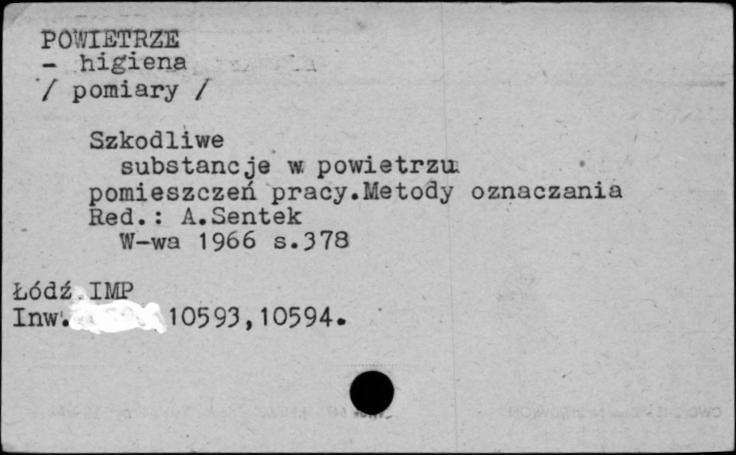 POWIETRZE
- higiena
/ pomiary /
Szkodliwe
substancje w powietrzu
pomieszczeń pracy.Metody oznaczania
Red.: A.Sentek
W-wa 1966 s.378
Łódź IMP
Inw. 10593,10594.